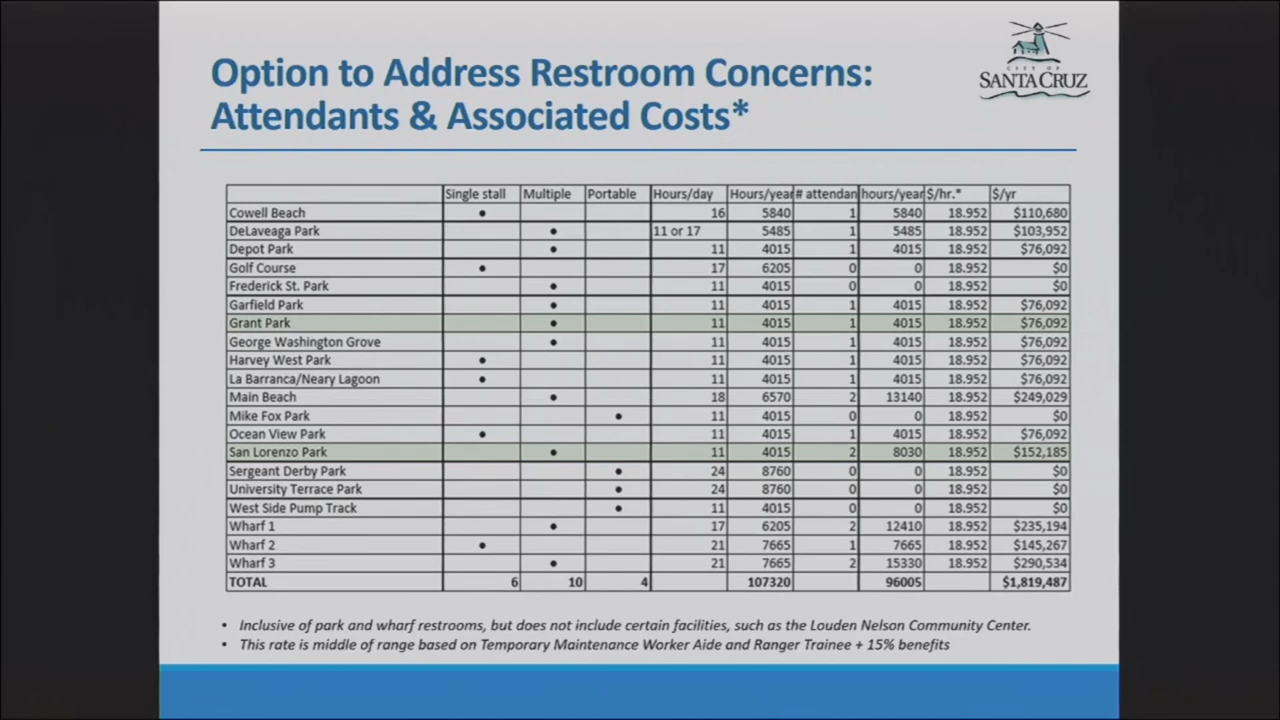 Option to Address Restroom Concerns:
Attendants & Associated Costs*
CITY OF
SANTA CRUZ
Single stall Multiple Portable Hours/day Hours/year # attendan hours/year $/hr.* $/yr
Cowell Beach • 16 5840 1 5840 18.952 $110,680
DeLaveaga Park • 11 or 17 5485 1 5485 18.952 $103,952
Depot Park • 11 4015 1 4015 18.952 $76,092
Golf Course • 17 6205 0 0 18.952 $0
Frederick St. Park • 11 4015 0 0 18.952 $0
Garfield Park • 11 4015 1 4015 18.952 $76,092
Grant Park • 11 4015 1 4015 18.952 $76,092
George Washington Grove • 11 4015 1 4015 18.952 $76,092
Harvey West Park • 11 4015 1 4015 18.952 $76,092
La Barranca/Neary Lagoon • 11 4015 1 4015 18.952 $76,092
Main Beach • 18 6570 2 13140 18.952 $249,029
Mike Fox Park • 11 4015 0 0 18.952 $0
Ocean View Park • 11 4015 1 4015 18.952 $76,092
San Lorenzo Park • 11 4015 2 8030 18.952 $152,185
Sergeant Derby Park • 24 8760 0 0 18.952 $0
University Terrace Park • 24 8760 0 0 18.952 $0
West Side Pump Track • 11 4015 0 0 18.952 $0
Wharf 1 • 17 6205 2 12410 18.952 $235,194
Wharf 2 • 21 7665 1 7665 18.952 $145,267
Wharf 3 • 21 7665 2 15330 18.952 $290,534
TOTAL 6 10 4 107320 96005 $1,819,487
• Inclusive of park and wharf restrooms, but does not include certain facilities, such as the Louden Nelson Community Center.
• This rate is middle of range based on Temporary Maintenance Worker Aide and Ranger Trainee + 15% benefits